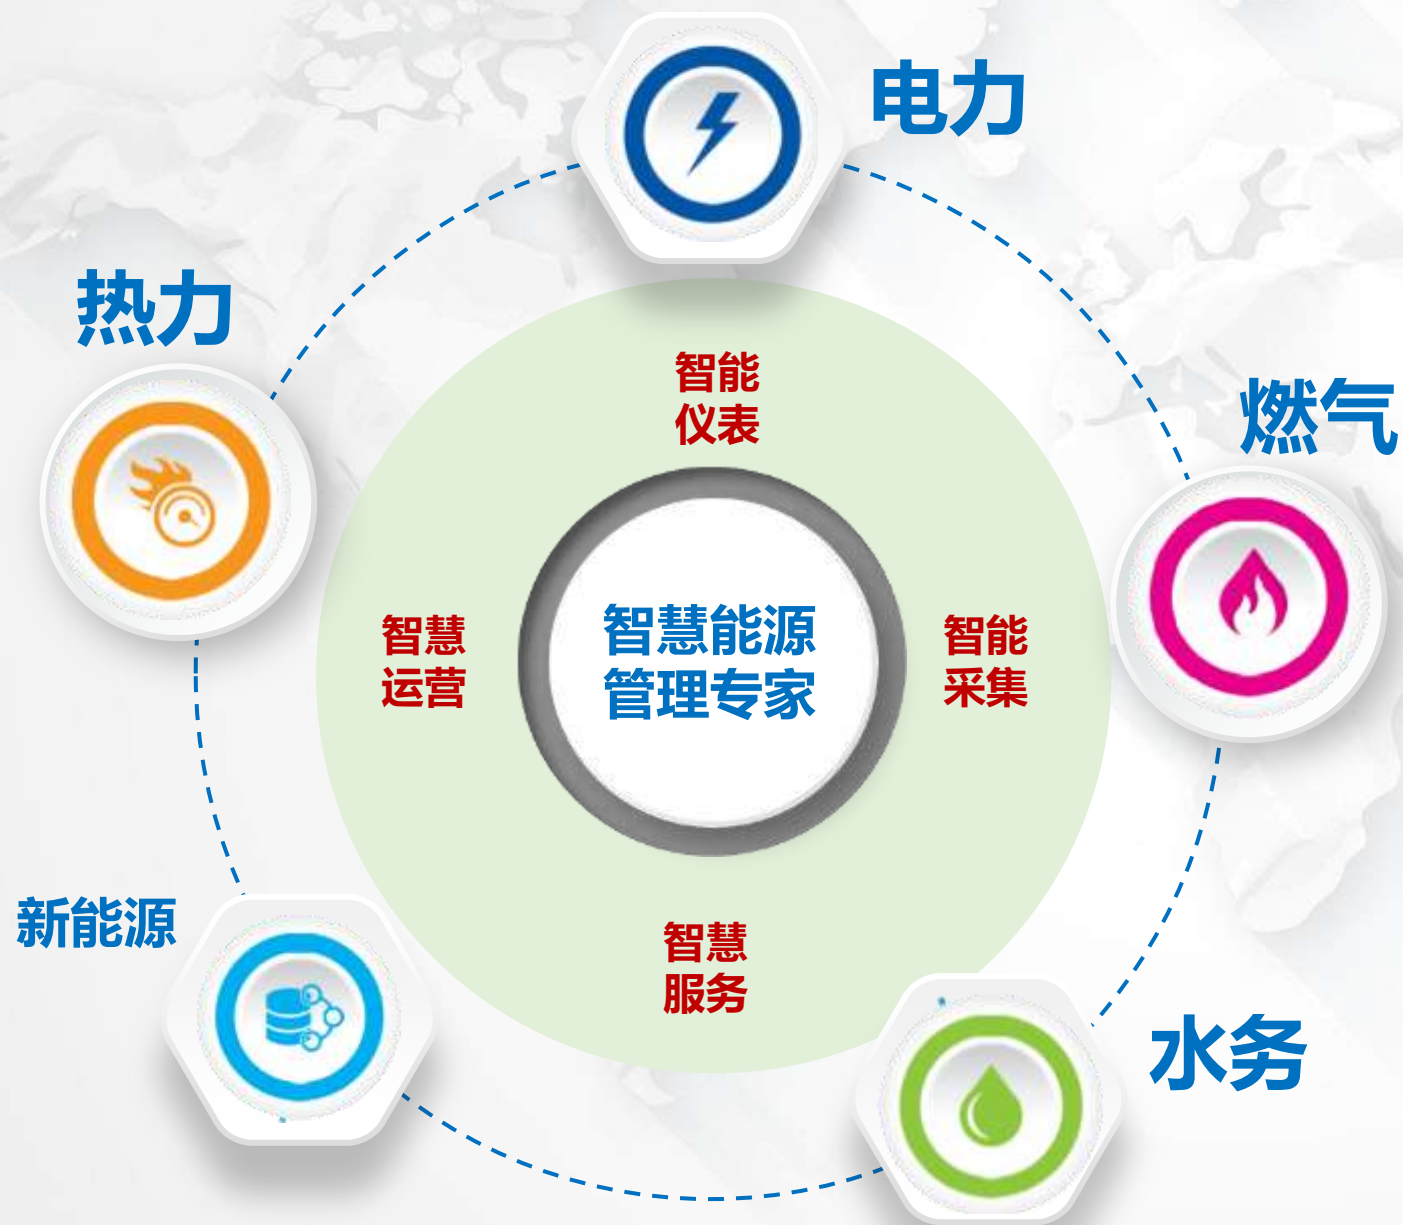 电力
热力
智能
仪表
燃气
智慧
运营
智慧能源
管理专家
智能
采集
新能源
智慧
服务
水务